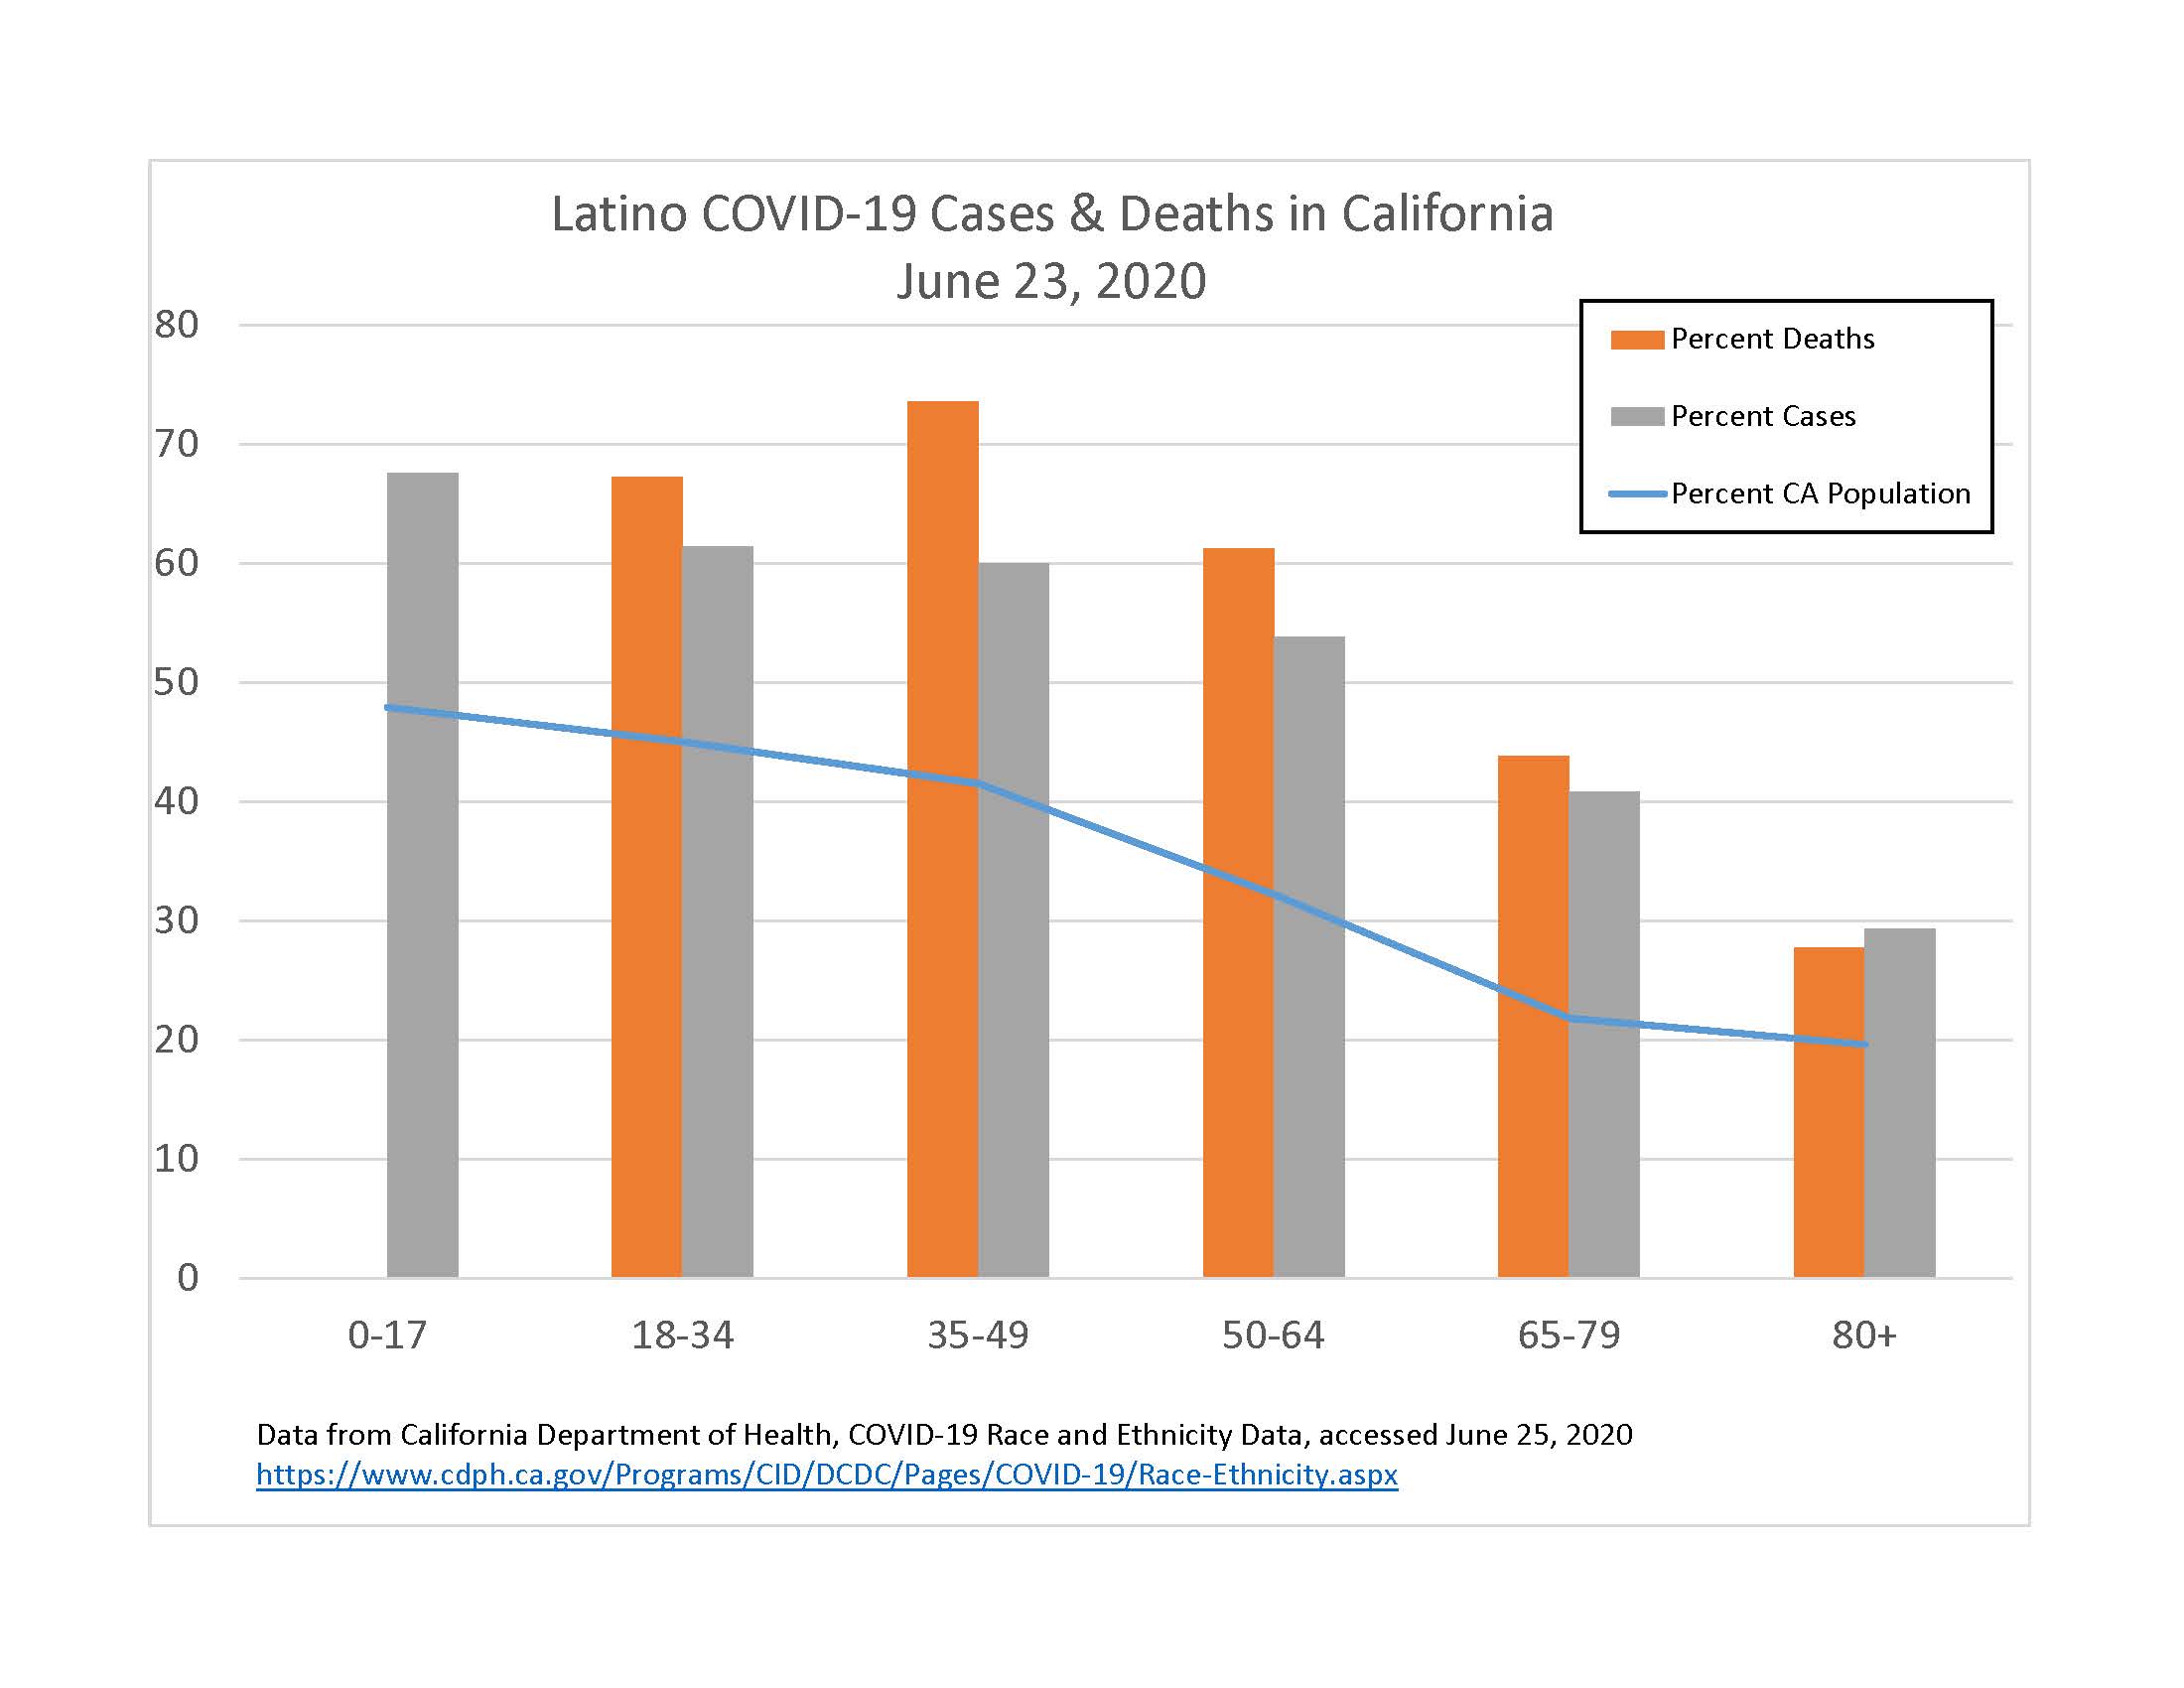 Latino COVID-19 Cases & Deaths in California
June 23, 2020
Percent Deaths
Percent Cases
Percent CA Population
80
70
60
50
40
30
20
10
0
0-17
18-34
35-49
50-64
65-79
80+
Data from California Department of Health, COVID-19 Race and Ethnicity Data, accessed June 25, 2020
https://www.cdph.ca.gov/Programs/CID/DCDC/Pages/COVID-19/Race-Ethnicity.aspx